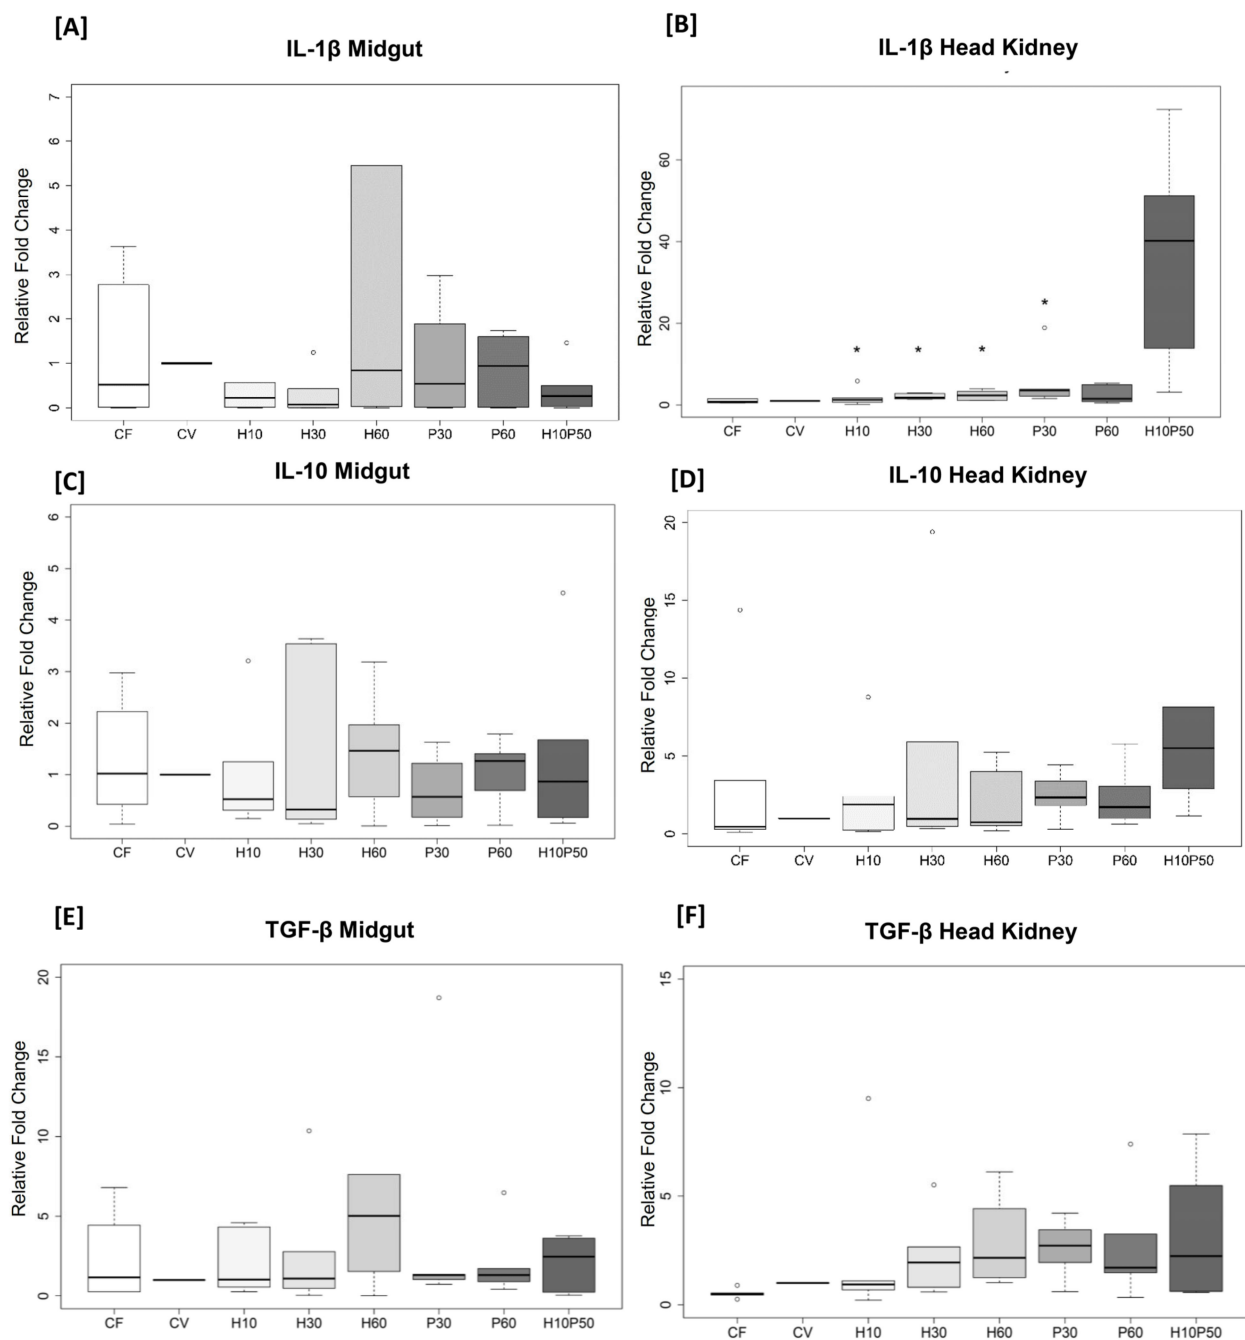 [A]
IL-1β Midgut
Relative Fold Change
7
6
5
4
3
2
1
0
CF CV H10 H30 H60 P30 P60 H10P50
[B]
IL-1β Head Kidney
Relative Fold Change
60
40
20
0
* * * *
CF CV H10 H30 H60 P30 P60 H10P50
[C]
IL-10 Midgut
Relative Fold Change
6
5
4
3
2
1
0
CF CV H10 H30 H60 P30 P60 H10P50
[D]
IL-10 Head Kidney
Relative Fold Change
20
15
10
5
0
CF CV H10 H30 H60 P30 P60 H10P50
[E]
TGF-β Midgut
Relative Fold Change
20
15
10
5
0
CF CV H10 H30 H60 P30 P60 H10P50
[F]
TGF-β Head Kidney
Relative Fold Change
15
10
5
0
CF CV H10 H30 H60 P30 P60 H10P50